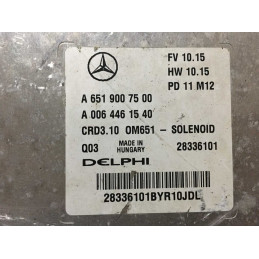 FV 10.15
HW 10.15
PD 11 M12
A 651 900 75 00
A 006 446 15 40
CRD3.10 OM651 - SOLENOID
Q03 MADE IN HUNGARY 28336101
DELPHI
28336101BYR10JDL